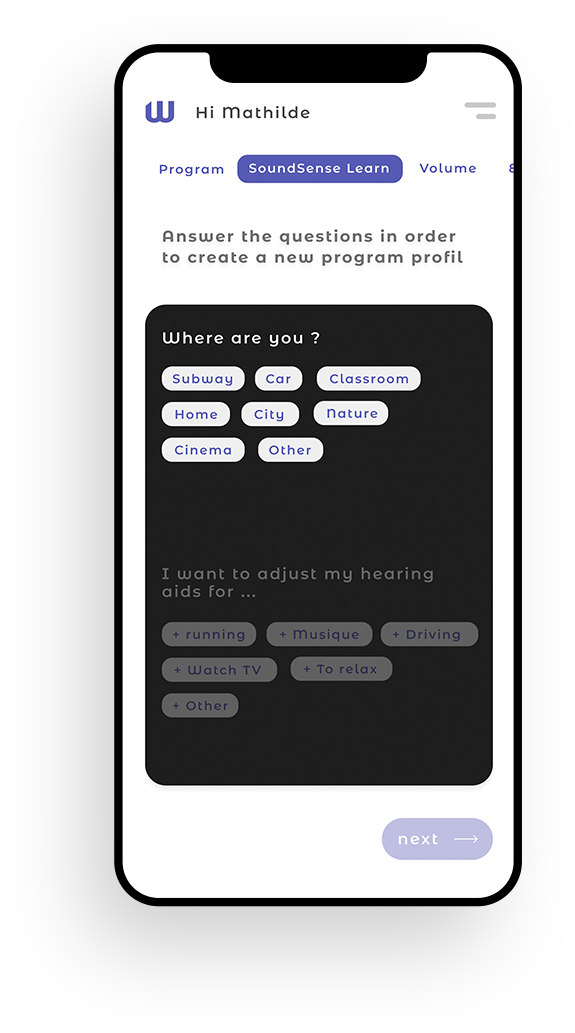 W Hi Mathilde
Program SoundSense Learn Volume
Answer the questions in order
to create a new program profil
Where are you ?
Subway Car Classroom
Home City Nature
Cinema Other
I want to adjust my hearing
aids for ...
+ running + Musique + Driving
+ Watch TV + To relax
+ Other
next